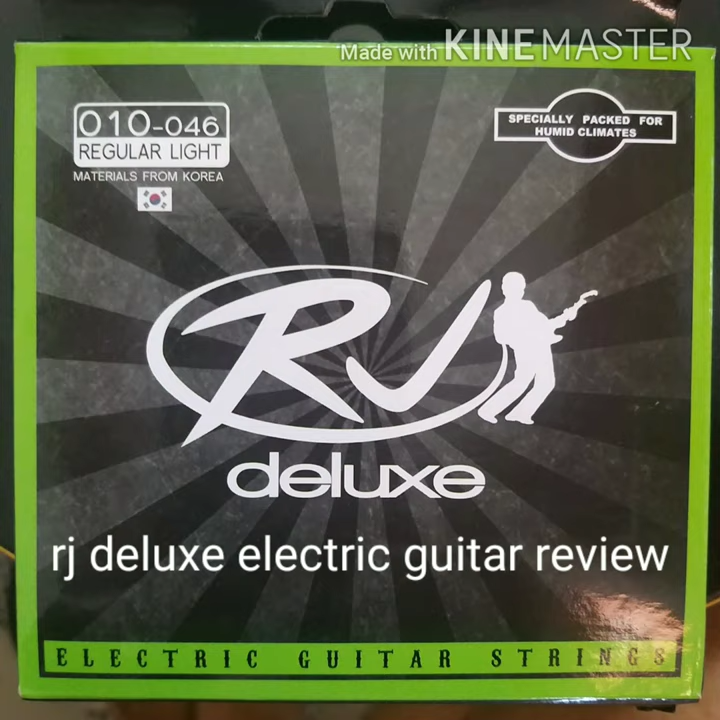 Made with KINEMASTER
010-046
REGULAR LIGHT
MATERIALS FROM KOREA
SPECIALLY PACKED FOR
HUMID CLIMATES
RJ
deluxe
rj deluxe electric guitar review
ELECTRIC GUITAR STRINGS